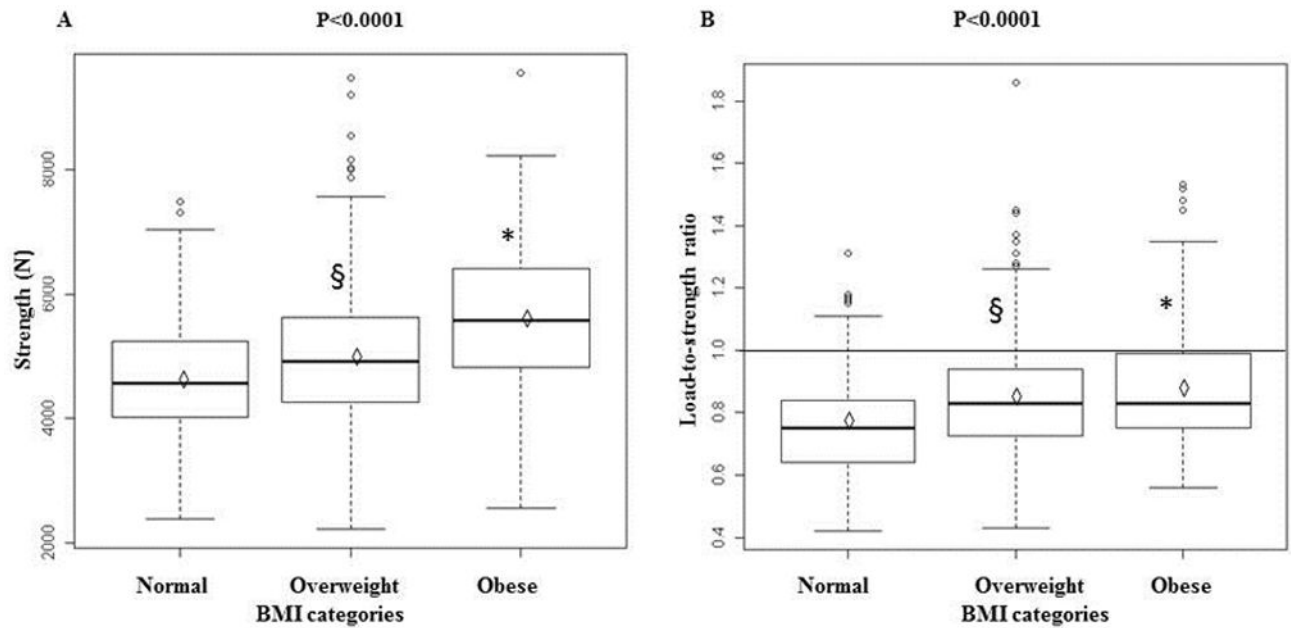 A
P<0.0001
Strength (N)
8000
6000
4000
2000
§
*
Normal
Overweight
Obese
BMI categories
B
P<0.0001
Load-to-strength ratio
1.8
1.6
1.4
1.2
1.0
0.8
0.6
0.4
§
*
Normal
Overweight
Obese
BMI categories